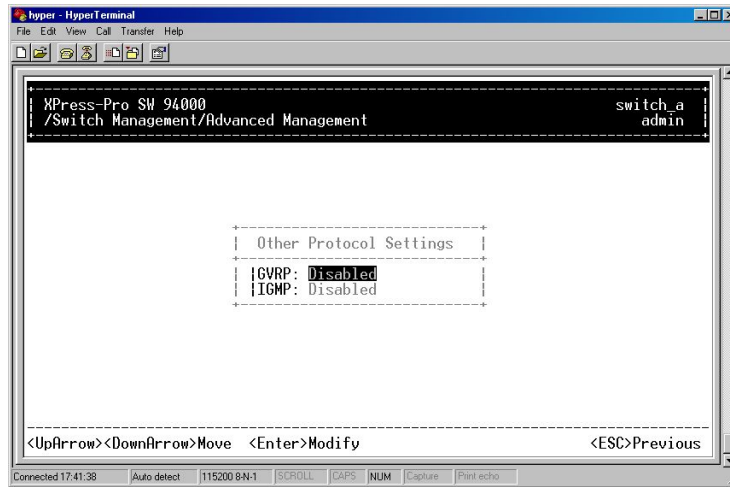 hyper - HyperTerminal
File Edit View Call Transfer Help
XPress-Pro SW 94000 switch_a
/Switch Management/Advanced Management admin
Other Protocol Settings
GVRP: Disabled
IGMP: Disabled
<UpArrow><DownArrow>Move <Enter>Modify <ESC>Previous
Connected 17:41:38 Auto detect 115200 8-N-1 SCROLL CAPS NUM Capture Print echo